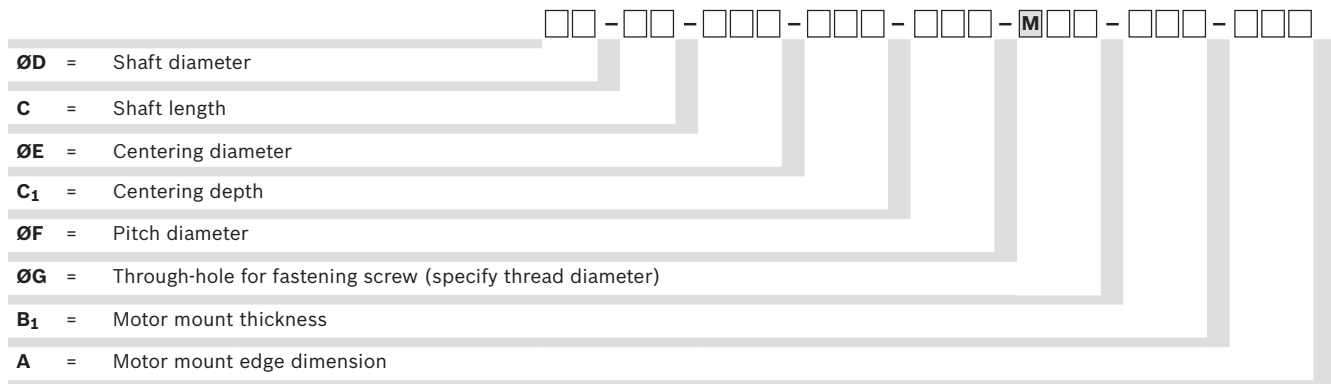 – – – – – M – –
ØD = Shaft diameter
C = Shaft length
ØE = Centering diameter
C1 = Centering depth
ØF = Pitch diameter
ØG = Through-hole for fastening screw (specify thread diameter)
B1 = Motor mount thickness
A = Motor mount edge dimension